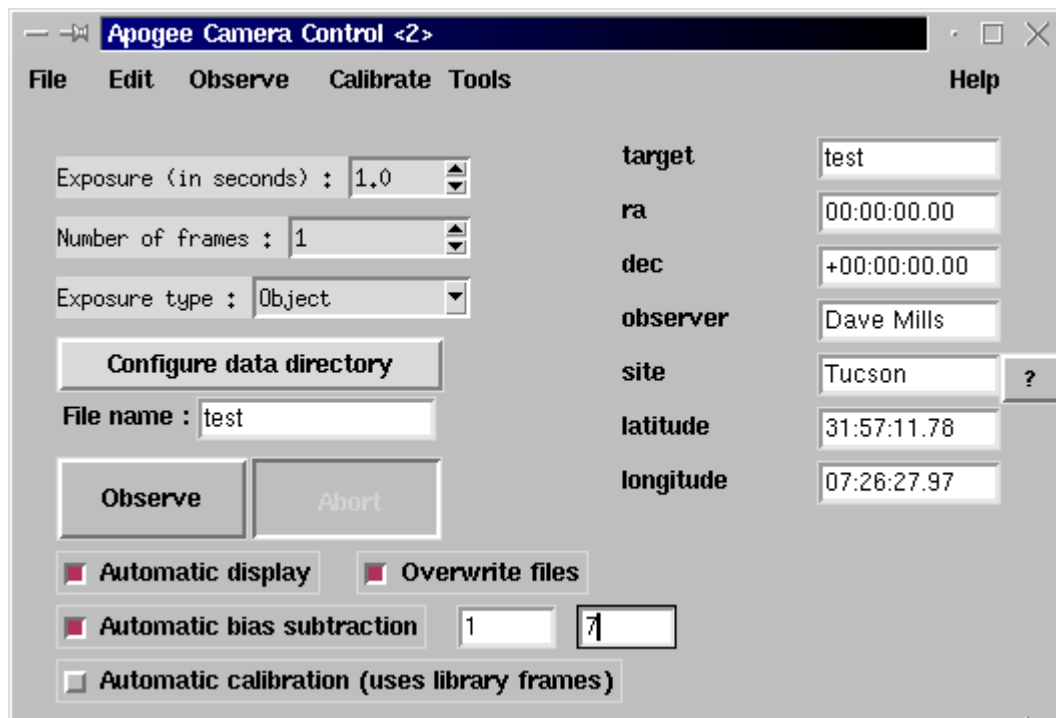 Apogee Camera Control <2>
File Edit Observe Calibrate Tools Help
Exposure (in seconds) : 1.0
Number of frames : 1
Exposure type : Object
Configure data directory
File name : test
Observe Abort
target test
ra 00:00:00.00
dec +00:00:00.00
observer Dave Mills
site Tucson ?
latitude 31:57:11.78
longitude 07:26:27.97
Automatic display Overwrite files
Automatic bias subtraction 1 7
Automatic calibration (uses library frames)